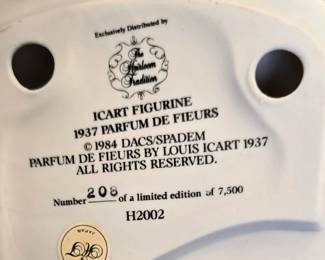 Exclusively Distributed by
The
Heirloom
Tradition
ICART FIGURINE
1937 PARFUM DE FIEURS
© 1984 DACS/SPADEM
PARFUM DE FIEURS BY LOUIS ICART 1937
ALL RIGHTS RESERVED.
Number 208 of a limited edition of 7,500
H2002